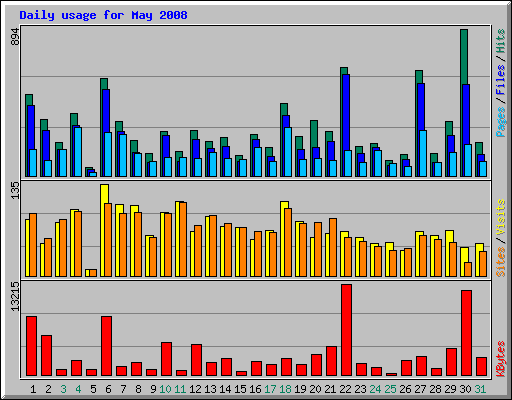 Daily usage for May 2008
894
Pages / Files / Hits
135
Sites / Visits
13215
KBytes
1 2 3 4 5 6 7 8 9 10 11 12 13 14 15 16 17 18 19 20 21 22 23 24 25 26 27 28 29 30 31